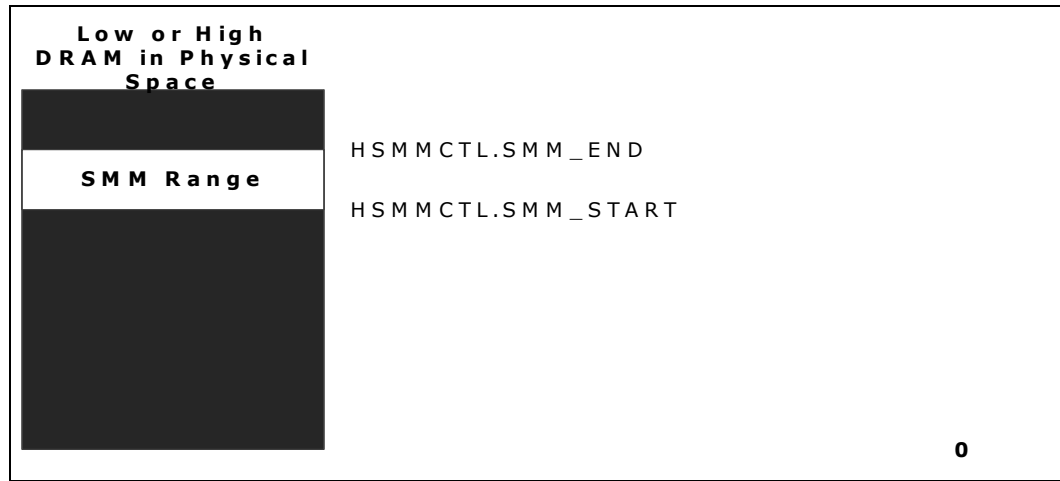 Low or High
DRAM in Physical
Space
HSMMCTL.SMM_END
SMM Range
HSMMCTL.SMM_START
0